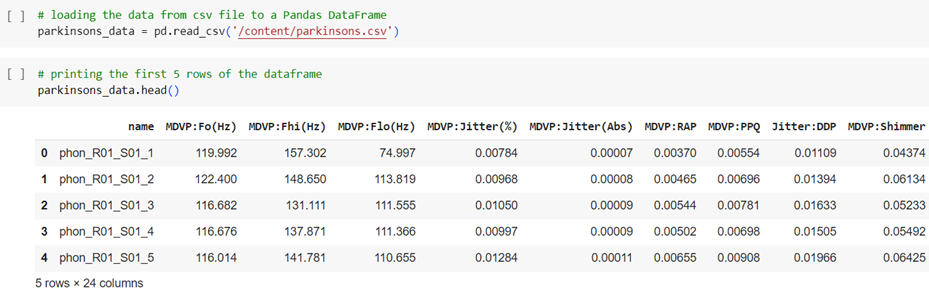 [ ] # loading the data from csv file to a Pandas DataFrame
parkinsons_data = pd.read_csv('/content/parkinsons.csv')
[ ] # printing the first 5 rows of the dataframe
parkinsons_data.head()
name MDVP:Fo(Hz) MDVP:Fhi(Hz) MDVP:Flo(Hz) MDVP:Jitter(%) MDVP:Jitter(Abs) MDVP:RAP MDVP:PPQ Jitter:DDP MDVP:Shimmer
0 phon_R01_S01_1 119.992 157.302 74.997 0.00784 0.00007 0.00370 0.00554 0.01109 0.04374
1 phon_R01_S01_2 122.400 148.650 113.819 0.00968 0.00008 0.00465 0.00696 0.01394 0.06134
2 phon_R01_S01_3 116.682 131.111 111.555 0.01050 0.00009 0.00544 0.00781 0.01633 0.05233
3 phon_R01_S01_4 116.676 137.871 111.366 0.00997 0.00009 0.00502 0.00698 0.01505 0.05492
4 phon_R01_S01_5 116.014 141.781 110.655 0.01284 0.00011 0.00655 0.00908 0.01966 0.06425
5 rows × 24 columns